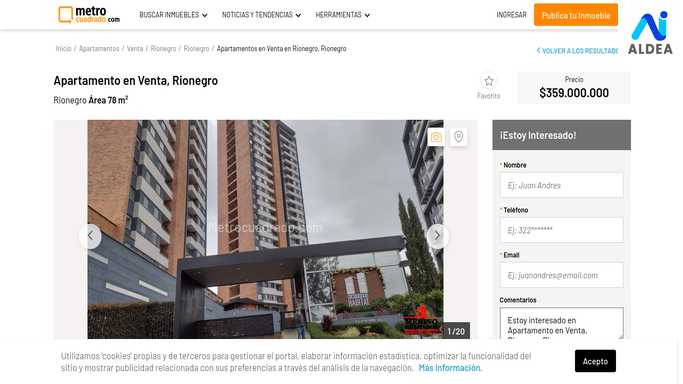 metro
cuadrado.com
BUSCAR INMUEBLES
NOTICIAS Y TENDENCIAS
HERRAMIENTAS
INGRESAR
Publica tu Inmueble
ALDEA
Inicio / Apartamentos / Venta / Rionegro / Rionegro / Apartamentos en Venta en Rionegro, Rionegro
VOLVER A LOS RESULTAD
Apartamento en Venta, Rionegro
Rionegro Área 78 m²
Favorito
Precio
$359.000.000
Metrocuadrado.com
1/20
¡Estoy Interesado!
* Nombre
Ej: Juan Andres
* Teléfono
Ej: 322*******
* Email
Ej: juanandres@email.com
Comentarios
Estoy interesado en
Apartamento en Venta,
Utilizamos 'cookies' propias y de terceros para gestionar el portal, elaborar información estadística, optimizar la funcionalidad del
sitio y mostrar publicidad relacionada con sus preferencias a través del análisis de la navegación. Más información.
Acepto